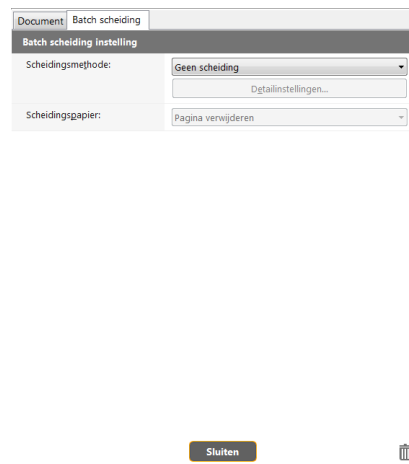 Document Batch scheiding
Batch scheiding instelling
Scheidingsmethode: Geen scheiding
Detailinstellingen...
Scheidingspapier: Pagina verwijderen
Sluiten